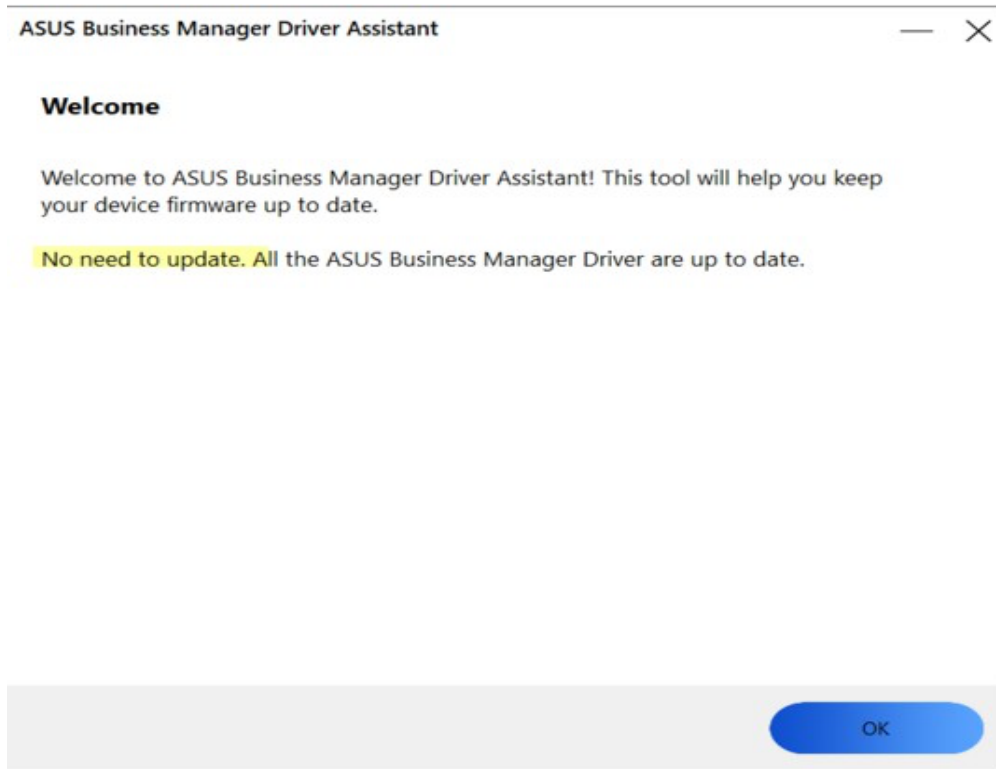 ASUS Business Manager Driver Assistant
Welcome
Welcome to ASUS Business Manager Driver Assistant! This tool will help you keep
your device firmware up to date.
No need to update. All the ASUS Business Manager Driver are up to date.
OK